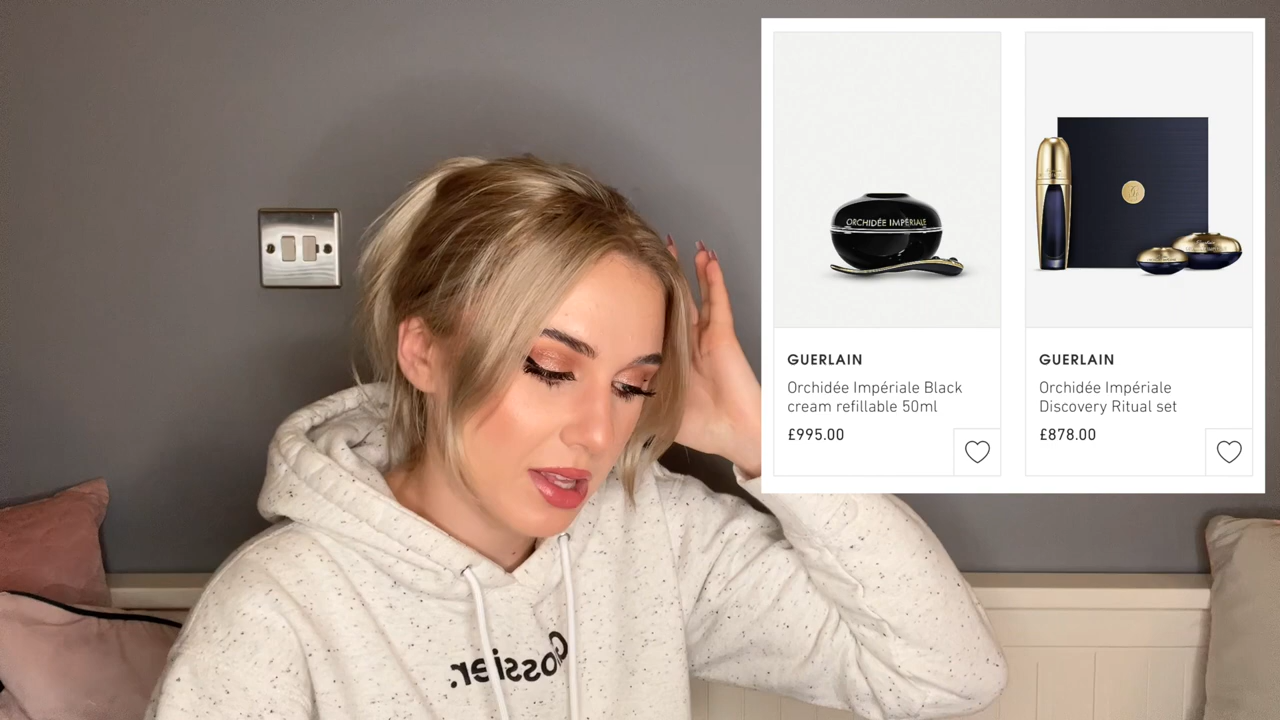 ORCHIDÉE IMPÉRIALE
GUERLAIN
Orchidée Impériale Black
cream refillable 50ml
£995.00
GUERLAIN
Orchidée Impériale
Discovery Ritual set
£878.00
Glossier.